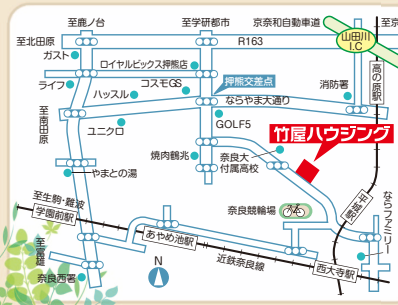 至鹿ノ台
至学研都市
京奈和自動車道
至北田原
R163
山田川
I.C
ガスト
ロイヤルビックス押熊店
高の原駅
ライフ
コスモGS
押熊交差点
消防署
ハッスル
ならやま大通り
至南田原
GOLF5
ユニクロ
竹屋ハウジング
焼肉鶴兆
奈良大
付属高校
やまとの湯
平城駅
至生駒・難波
学園前駅
奈良競輪場
ならファミリー
あやめ池駅
至富雄
近鉄奈良線
西大寺駅
奈良西署
N